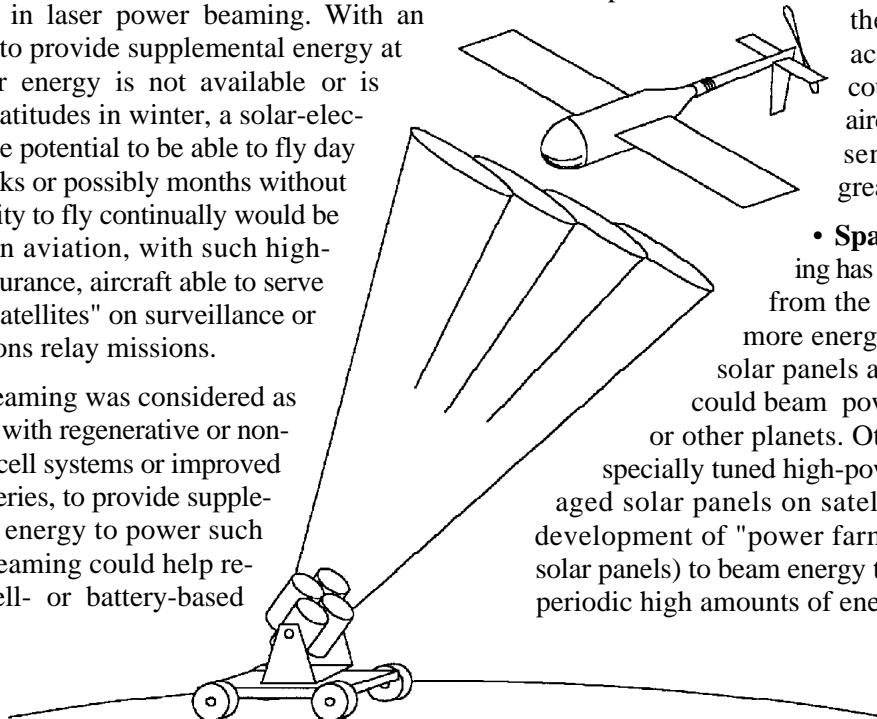 in laser power beaming. With an
to provide supplemental energy at
r energy is not available or is
atitudes in winter, a solar-elec-
e potential to be able to fly day
ks or possibly months without
ity to fly continually would be
n aviation, with such high-
urance, aircraft able to serve
atellites" on surveillance or
ons relay missions.
eaming was considered as
with regenerative or non-
cell systems or improved
eries, to provide supple-
energy to power such
eaming could help re-
ell- or battery-based
the
cou
airc
sen
grea
• Spa
ing has
from the
more energ
solar panels a
could beam pow
or other planets. Ot
specially tuned high-pow
aged solar panels on satel
development of "power farn
solar panels) to beam energy t
periodic high amounts of ene